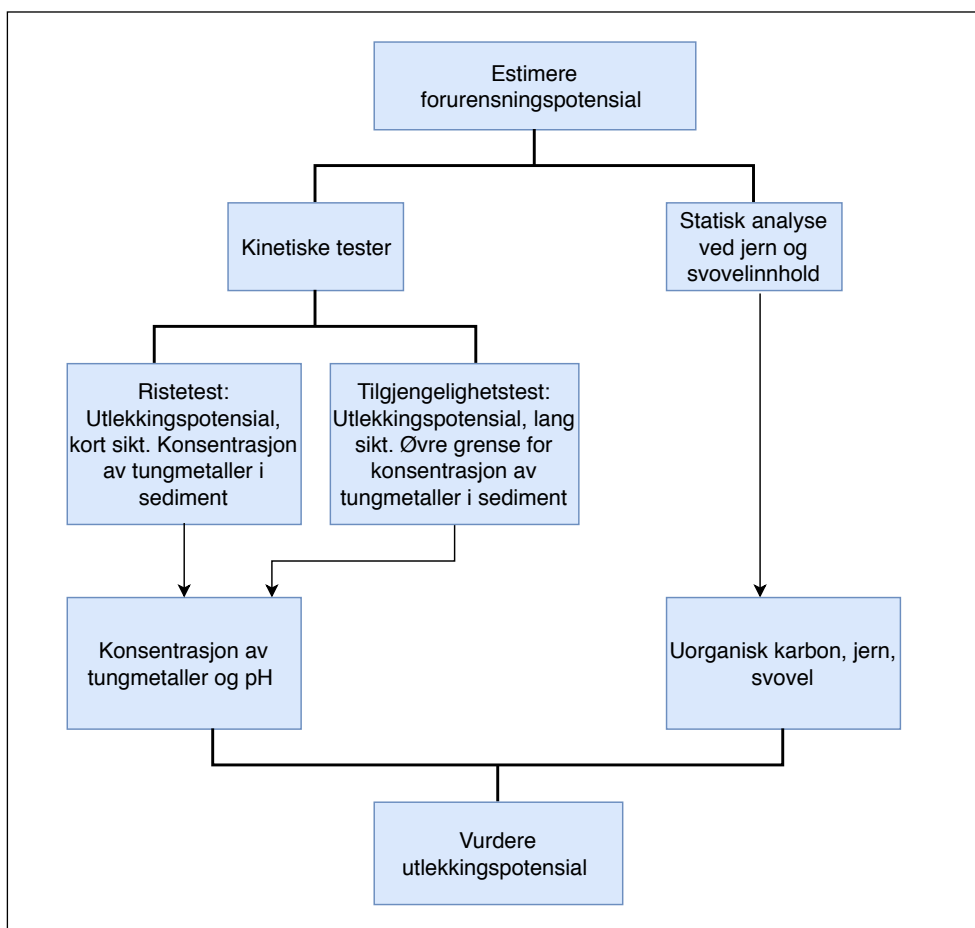 Estimere
forurensningspotensial
Kinetiske tester
Statisk analyse
ved jern og
svovelinnhold
Ristetest:
Utlekkingspotensial,
kort sikt. Konsentrasjon
av tungmetaller i
sediment
Tilgjengelighetstest:
Utlekkingspotensial, lang
sikt. Øvre grense for
konsentrasjon av
tungmetaller i sediment
Konsentrasjon av
tungmetaller og pH
Uorganisk karbon, jern,
svovel
Vurdere
utlekkingspotensial